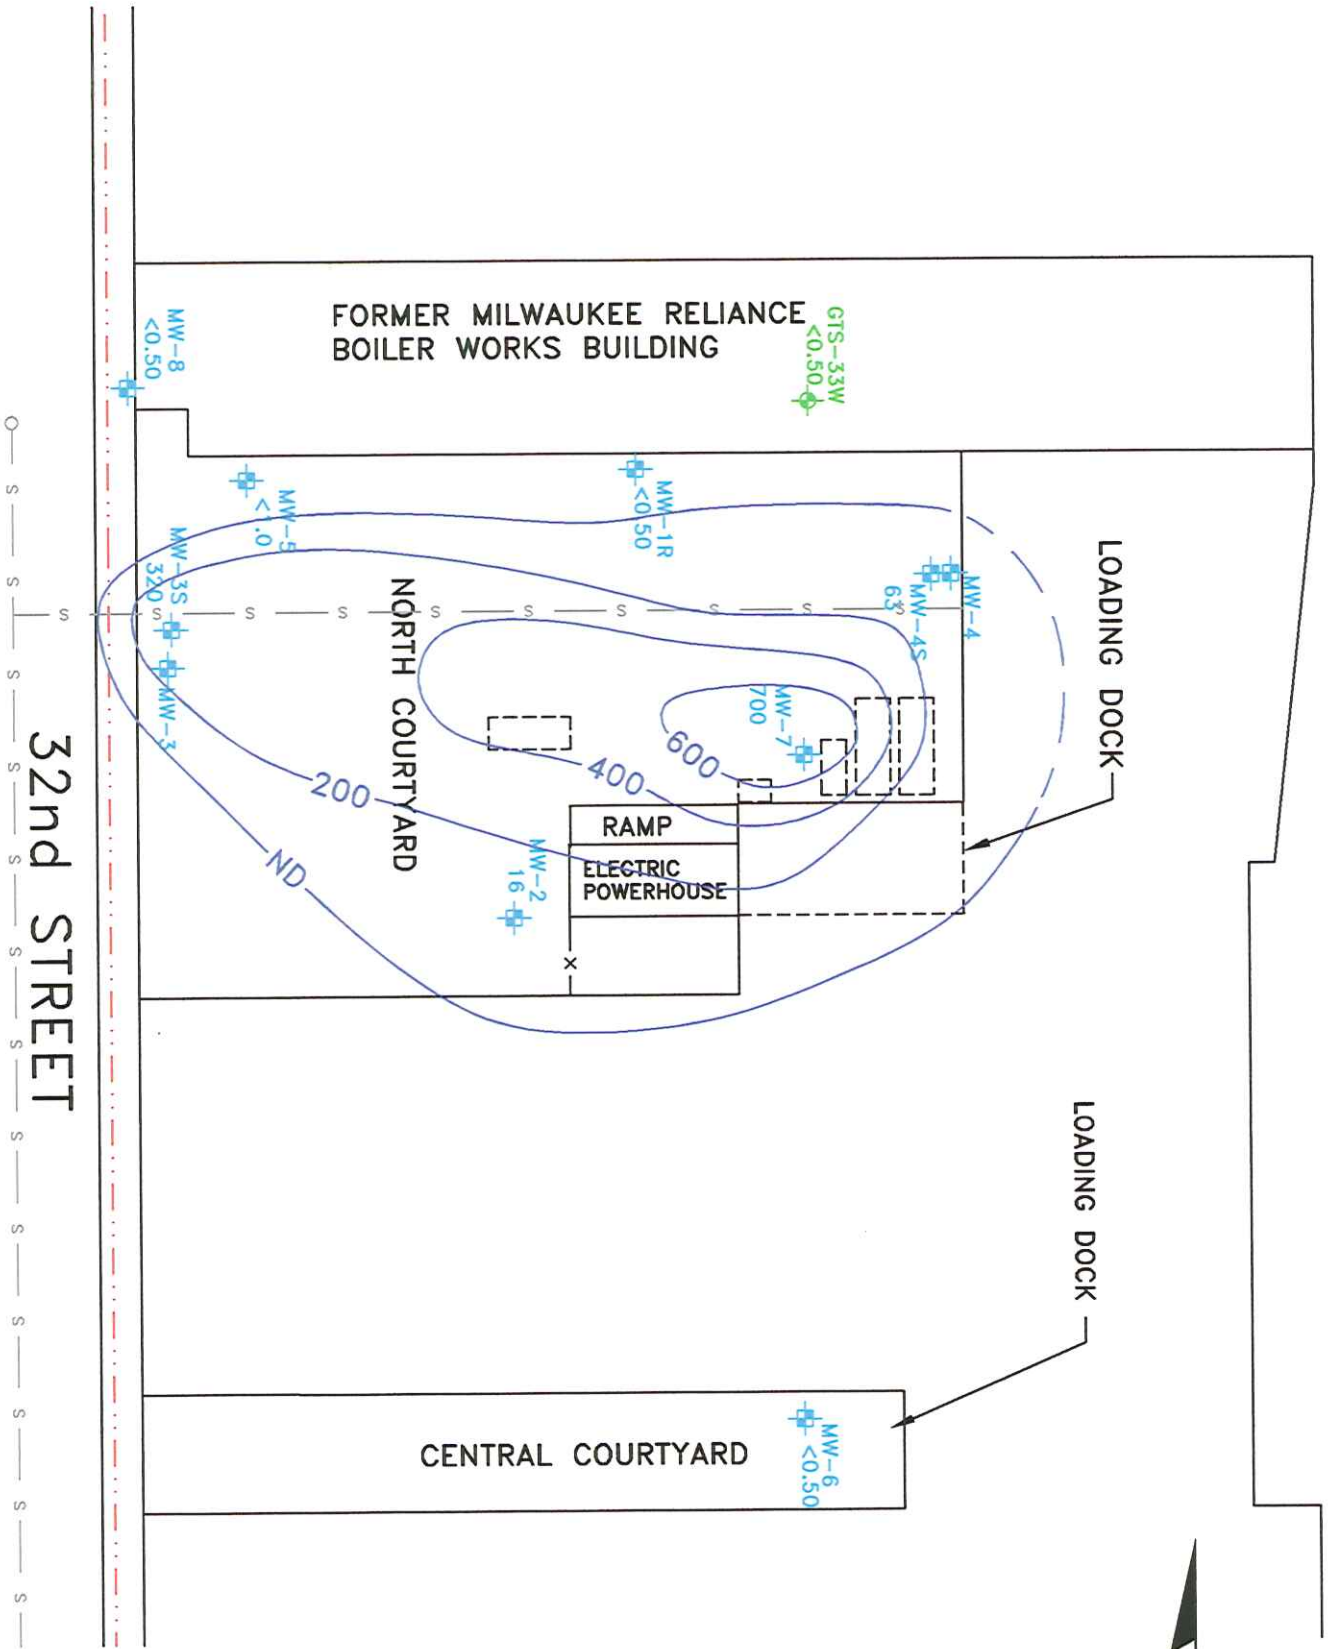 FORMER MILWAUKEE RELIANCE
BOILER WORKS BUILDING
GTS-33W
<0.50
MW-8
<0.50
MW-5
MW-1R
<0.50
MW-3S
320
MW-3
MW-4
MW-4S
63
LOADING DOCK
NORTH COURTYARD
MW-7
700
600
400
200
ND
RAMP
ELECTRIC
POWERHOUSE
MW-2
16
X
32nd STREET
LOADING DOCK
CENTRAL COURTYARD
MW-6
<0.50
S S S S S S S S S S
S S S S S S S S S S S S S